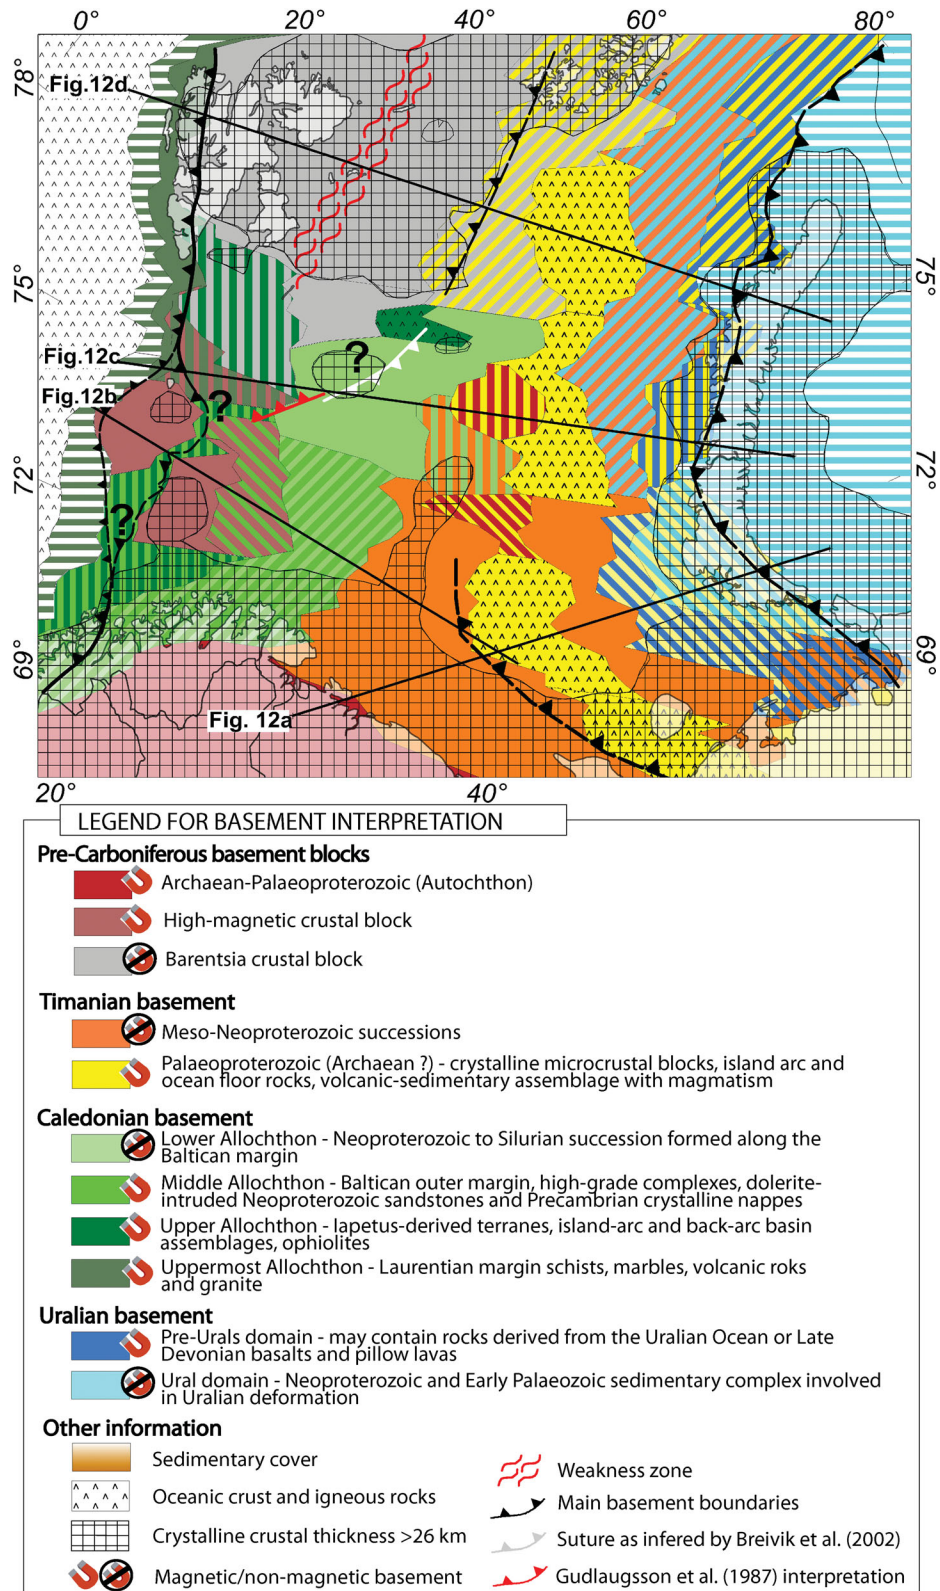 0° 20° 40° 60° 80°
78°
Fig.12d
75° 75°
Fig.12c
?
Fig.12b
?
72° 72°
?
69° 69°
Fig. 12a
20° 40°
LEGEND FOR BASEMENT INTERPRETATION
Pre-Carboniferous basement blocks
Archaean-Palaeoproterozoic (Autochthon)
High-magnetic crustal block
Barentsia crustal block
Timanian basement
Meso-Neoproterozoic successions
Palaeoproterozoic (Archaean ?) - crystalline microcrustal blocks, island arc and
ocean floor rocks, volcanic-sedimentary assemblage with magmatism
Caledonian basement
Lower Allochthon - Neoproterozoic to Silurian succession formed along the
Baltican margin
Middle Allochthon - Baltican outer margin, high-grade complexes, dolerite-
intruded Neoproterozoic sandstones and Precambrian crystalline nappes
Upper Allochthon - Iapetus-derived terranes, island-arc and back-arc basin
assemblages, ophiolites
Uppermost Allochthon - Laurentian margin schists, marbles, volcanic roks
and granite
Uralian basement
Pre-Urals domain - may contain rocks derived from the Uralian Ocean or Late
Devonian basalts and pillow lavas
Ural domain - Neoproterozoic and Early Palaeozoic sedimentary complex involved
in Uralian deformation
Other information
Sedimentary cover
Oceanic crust and igneous rocks
Crystalline crustal thickness >26 km
Magnetic/non-magnetic basement
Weakness zone
Main basement boundaries
Suture as infered by Breivik et al. (2002)
Gudlaugsson et al. (1987) interpretation